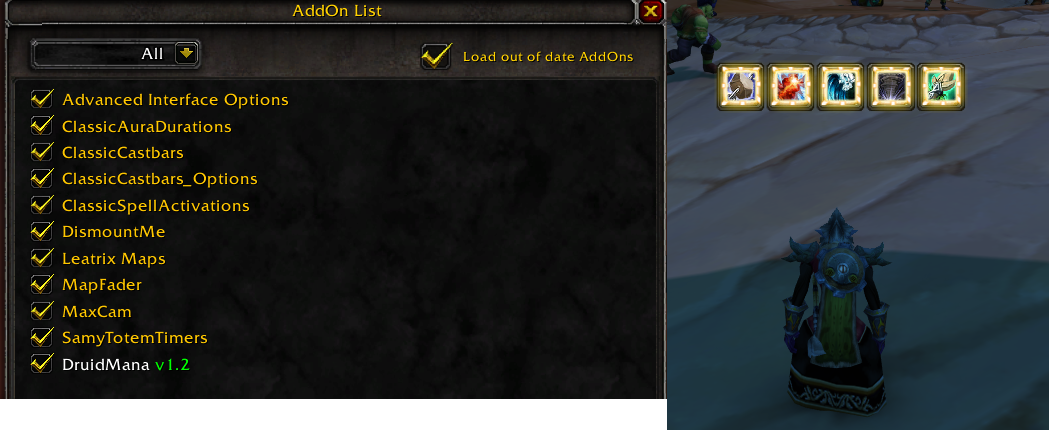 AddOn List
All
Load out of date AddOns
Advanced Interface Options
ClassicAuraDurations
ClassicCastbars
ClassicCastbars_Options
ClassicSpellActivations
DismountMe
Leatrix Maps
MapFader
MaxCam
SamyTotemTimers
DruidMana v1.2